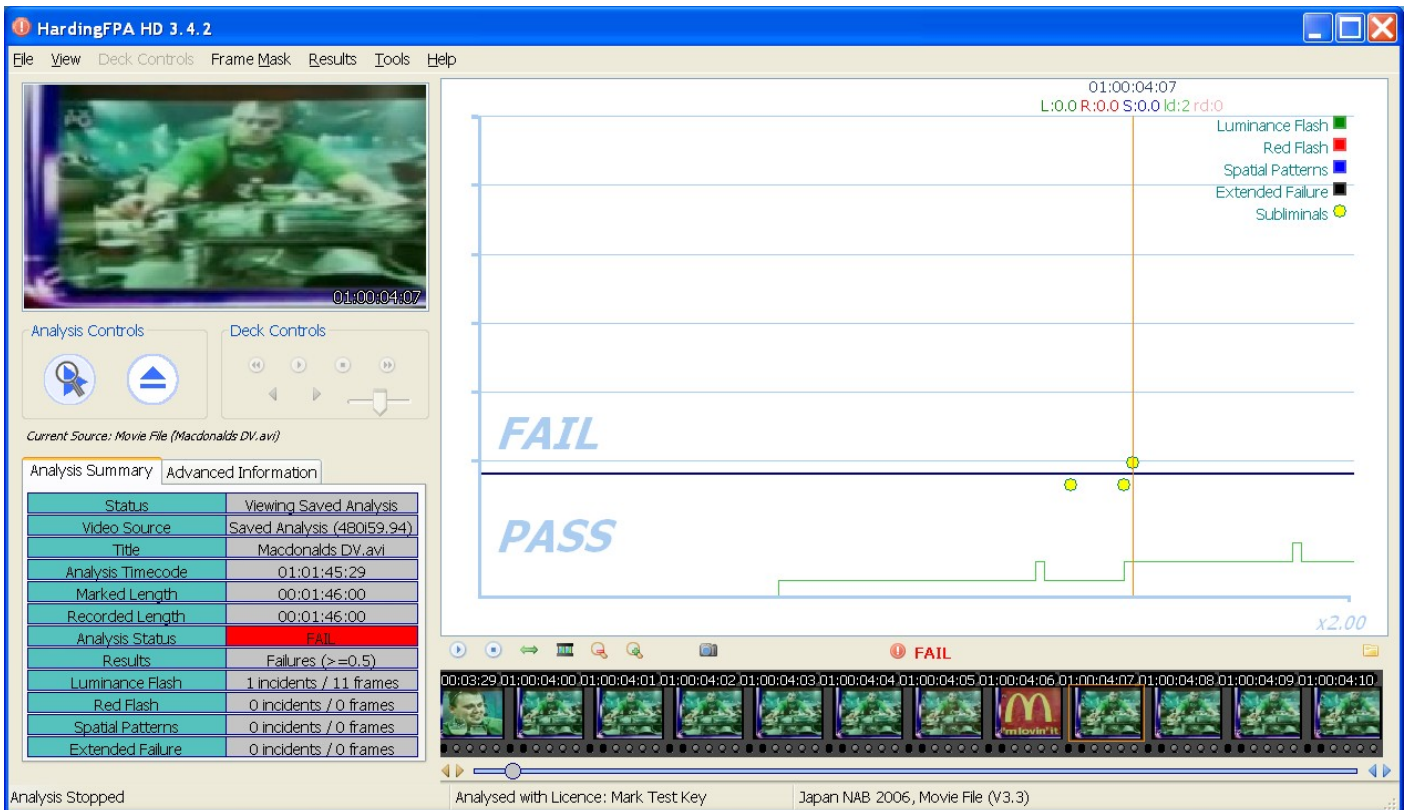 HardingFPA HD 3.4.2
File View Deck Controls Frame Mask Results Tools Help
01:00:04:07
Analysis Controls
Deck Controls
Current Source: Movie File (Macdonalds DV.avi)
Analysis Summary Advanced Information
Status Viewing Saved Analysis
Video Source Saved Analysis (480i59.94)
Title Macdonalds DV.avi
Analysis Timecode 01:01:45:29
Marked Length 00:01:46:00
Recorded Length 00:01:46:00
Analysis Status FAIL
Results Failures (>=0.5)
Luminance Flash 1 incidents / 11 frames
Red Flash 0 incidents / 0 frames
Spatial Patterns 0 incidents / 0 frames
Extended Failure 0 incidents / 0 frames
01:00:04:07
L:0.0 R:0.0 S:0.0 ld:2 rd:0
Luminance Flash
Red Flash
Spatial Patterns
Extended Failure
Subliminals
FAIL
PASS
x2.00
FAIL
00:03:29 01:00:04:00 01:00:04:01 01:00:04:02 01:00:04:03 01:00:04:04 01:00:04:05 01:00:04:06 01:00:04:07 01:00:04:08 01:00:04:09 01:00:04:10
i'm lovin' it
Analysis Stopped
Analysed with Licence: Mark Test Key
Japan NAB 2006, Movie File (V3.3)